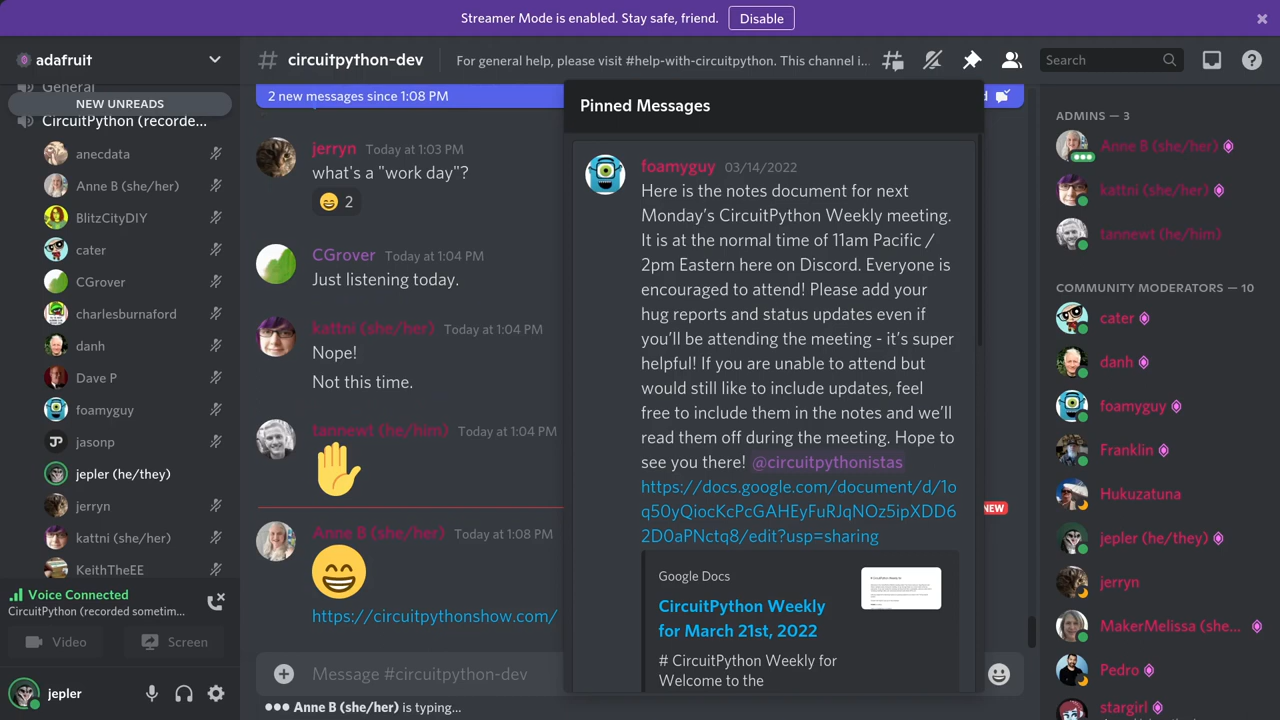 Streamer Mode is enabled. Stay safe, friend.
Disable
adafruit
General
NEW UNREADS
CircuitPython (recorde...
anecdata
Anne B (she/her)
BlitzCityDIY
cater
CGrover
charlesburnaford
danh
Dave P
foamyguy
jasonp
jepler (he/they)
jerryn
kattni (she/her)
KeithTheEE
Voice Connected
CircuitPython (recorded sometim...
Video
Screen
jepler
# circuitpython-dev
For general help, please visit #help-with-circuitpython. This channel i...
Search
2 new messages since 1:08 PM
jerryn Today at 1:03 PM
what's a "work day"?
😄 2
CGrover Today at 1:04 PM
Just listening today.
kattni (she/her) Today at 1:04 PM
Nope!
Not this time.
tannewt (he/him) Today at 1:04 PM
NEW
Anne B (she/her) Today at 1:08 PM
https://circuitpythonshow.com/
Message #circuitpython-dev
Anne B (she/her) is typing...
Pinned Messages
foamyguy 03/14/2022
Here is the notes document for next
Monday's CircuitPython Weekly meeting.
It is at the normal time of 11am Pacific /
2pm Eastern here on Discord. Everyone is
encouraged to attend! Please add your
hug reports and status updates even if
you'll be attending the meeting - it's super
helpful! If you are unable to attend but
would still like to include updates, feel
free to include them in the notes and we'll
read them off during the meeting. Hope to
see you there! @circuitpythonistas
https://docs.google.com/document/d/1o
q50yQiocKcPcGAHEyFuRJqNOz5ipXDD6
2D0aPNctq8/edit?usp=sharing
Google Docs
CircuitPython Weekly
for March 21st, 2022
# CircuitPython Weekly for
Welcome to the
ADMINS — 3
Anne B (she/her)
kattni (she/her)
tannewt (he/him)
COMMUNITY MODERATORS — 10
cater
danh
foamyguy
Franklin
Hukuzatuna
jepler (he/they)
jerryn
MakerMelissa (she...
Pedro
stargirl